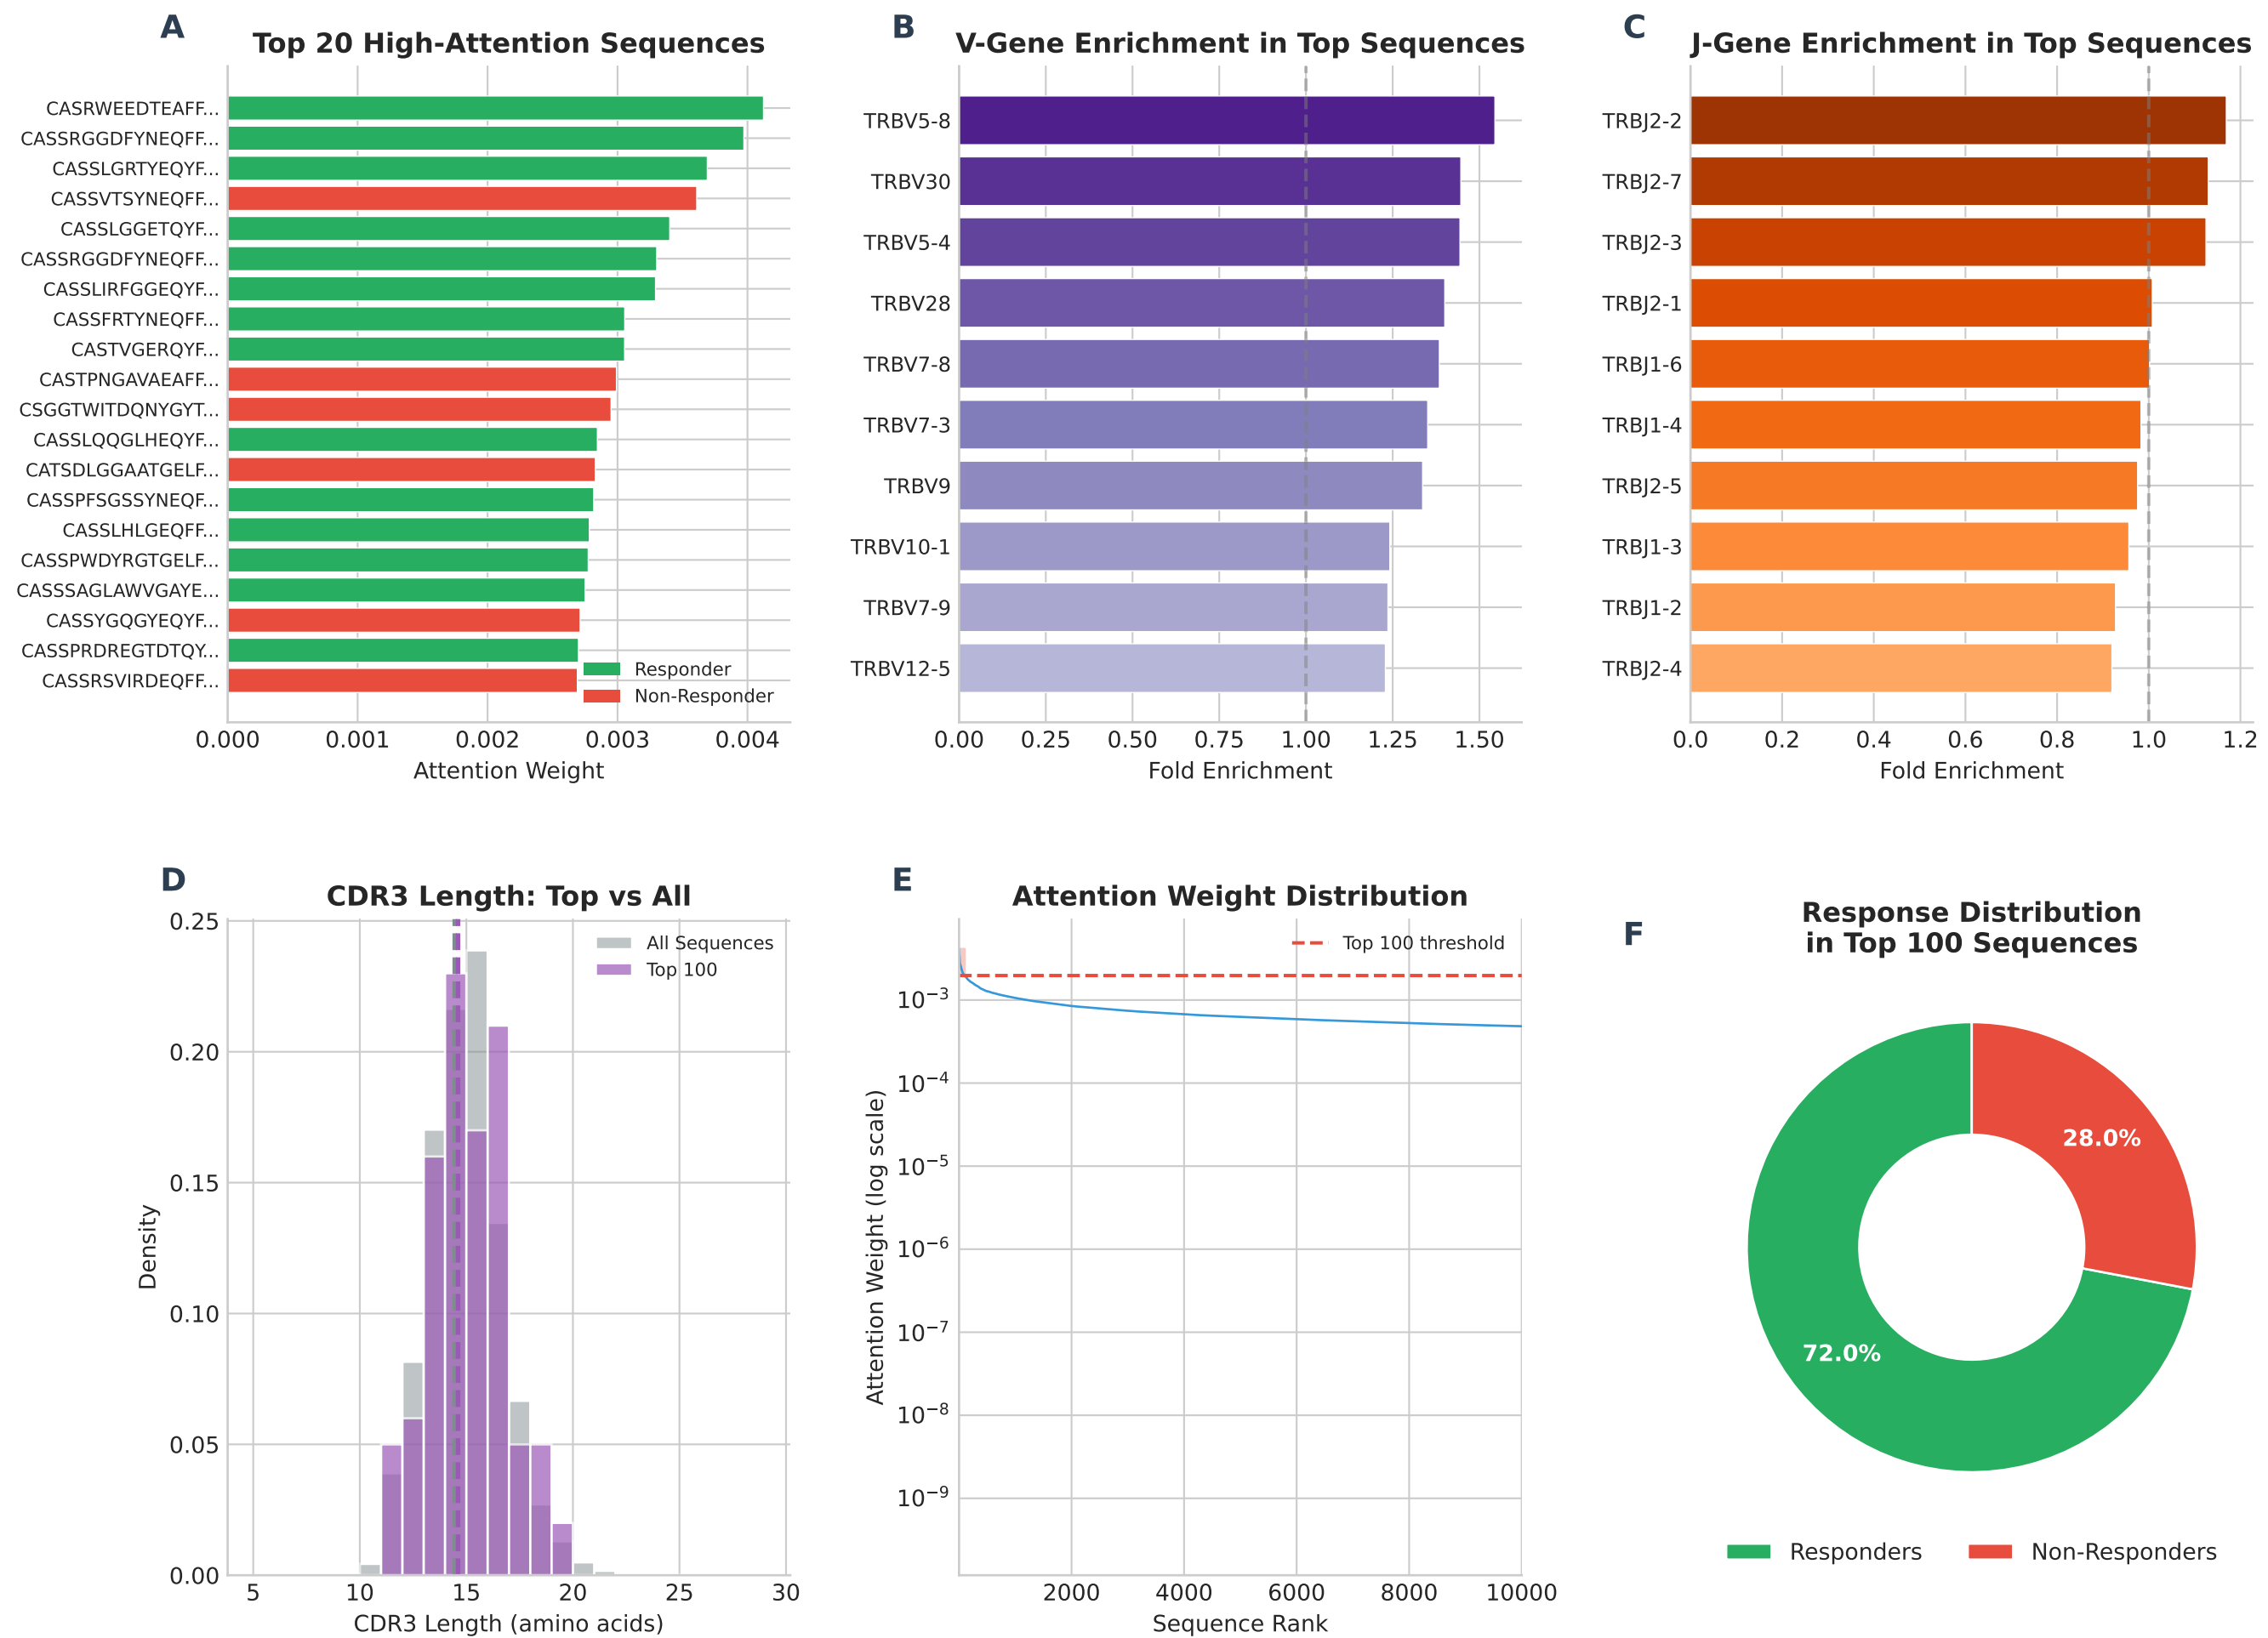 A
Top 20 High-Attention Sequences
CASRWEEDTEAFF...
CASSRGGDFYNEQFF...
CASSLGRTYEQYF...
CASSVTSYNEQFF...
CASSLGGETQYF...
CASSRGGDFYNEQFF...
CASSLIRFGGEQYF...
CASSFRTYNEQFF...
CASTVGERQYF...
CASTPNGAVAEAFF...
CSGGTWITDQNYGYT...
CASSLQQGLHEQYF...
CATSDLGGAATGELF...
CASSPFSGSSYNEQF...
CASSLHLGEQFF...
CASSPWDYRGTGELF...
CASSSAGLAWVGAYE...
CASSYGQGYEQYF...
CASSPRDREGTDTQY...
CASSRSVIRDEQFF...
Responder
Non-Responder
0.000 0.001 0.002 0.003 0.004
Attention Weight
B
V-Gene Enrichment in Top Sequences
TRBV5-8
TRBV30
TRBV5-4
TRBV28
TRBV7-8
TRBV7-3
TRBV9
TRBV10-1
TRBV7-9
TRBV12-5
0.00 0.25 0.50 0.75 1.00 1.25 1.50
Fold Enrichment
C
J-Gene Enrichment in Top Sequences
TRBJ2-2
TRBJ2-7
TRBJ2-3
TRBJ2-1
TRBJ1-6
TRBJ1-4
TRBJ2-5
TRBJ1-3
TRBJ1-2
TRBJ2-4
0.0 0.2 0.4 0.6 0.8 1.0 1.2
Fold Enrichment
D
CDR3 Length: Top vs All
All Sequences
Top 100
Density
0.25
0.20
0.15
0.10
0.05
0.00
5 10 15 20 25 30
CDR3 Length (amino acids)
E
Attention Weight Distribution
Top 100 threshold
Attention Weight (log scale)
10⁻³
10⁻⁴
10⁻⁵
10⁻⁶
10⁻⁷
10⁻⁸
10⁻⁹
2000 4000 6000 8000 10000
Sequence Rank
F
Response Distribution
in Top 100 Sequences
28.0%
72.0%
Responders
Non-Responders